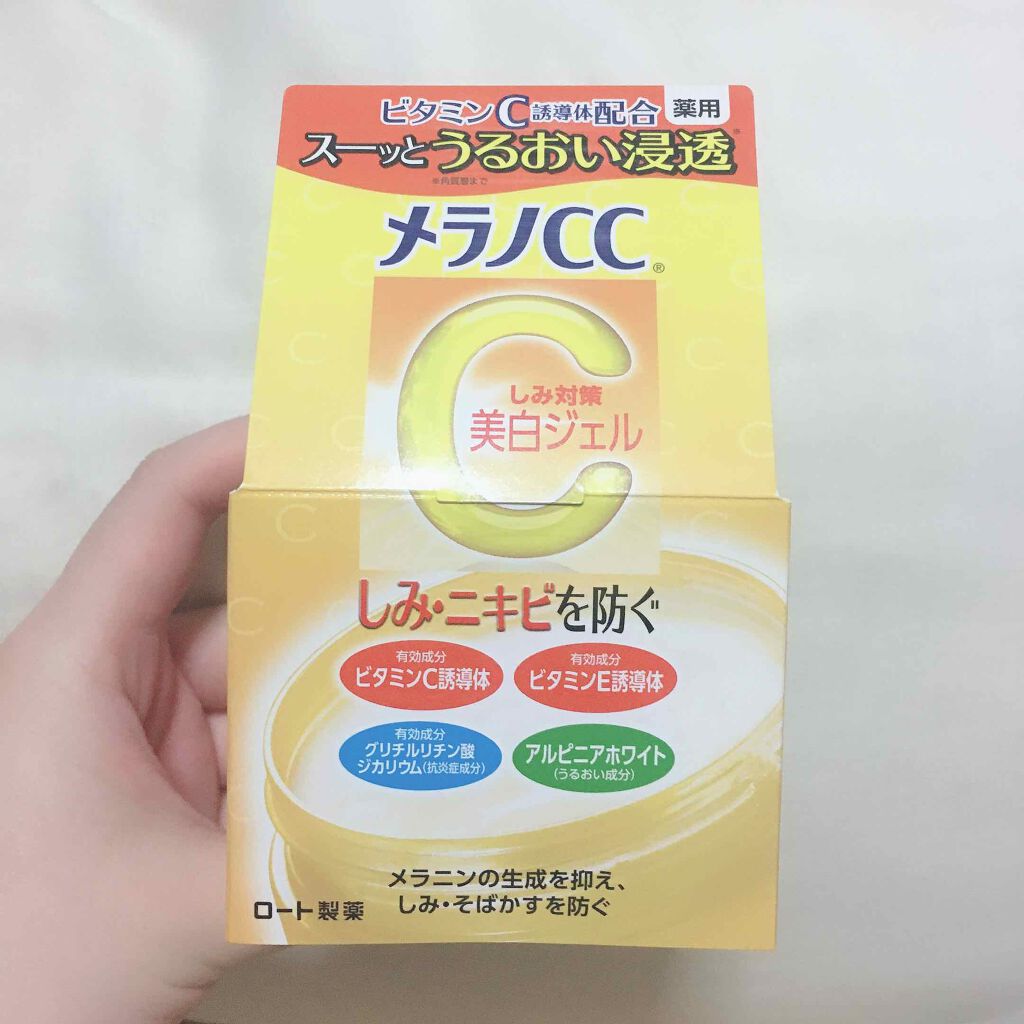 ビタミンC誘導体配合 薬用
スーッとうるおい浸透※
※角質層まで
メラノCC®
しみ対策
美白ジェル
しみ・ニキビを防ぐ
有効成分
ビタミンC誘導体
有効成分
ビタミンE誘導体
有効成分
グリチルリチン酸
ジカリウム(抗炎症成分)
アルピニアホワイト
(うるおい成分)
メラニンの生成を抑え、
しみ・そばかすを防ぐ
ロート製薬